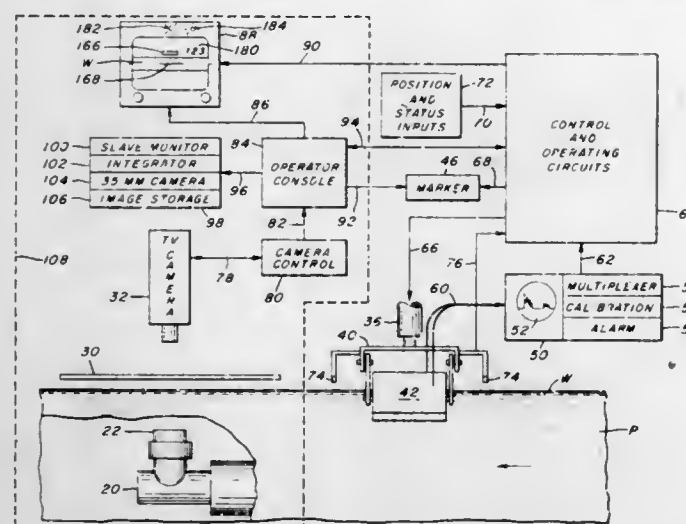 182
184
8R
166
180
123
W
168
90
POSITION
AND
STATUS
INPUTS
72
70
CONTROL
AND
OPERATING
CIRCUITS
86
94
84
OPERATOR
CONSOLE
100
SLAVE MONITOR
102
INTEGRATOR
104
35 MM CAMERA
106
IMAGE STORAGE
98
96
46
68
MARKER
92
82
TV
CAMERA
32
78
CAMERA
CONTROL
80
108
66
76
62
60
36
52
50
MULTIPLEXER
CALIBRATION
ALARM
40
30
74
74
42
W
P
22
20